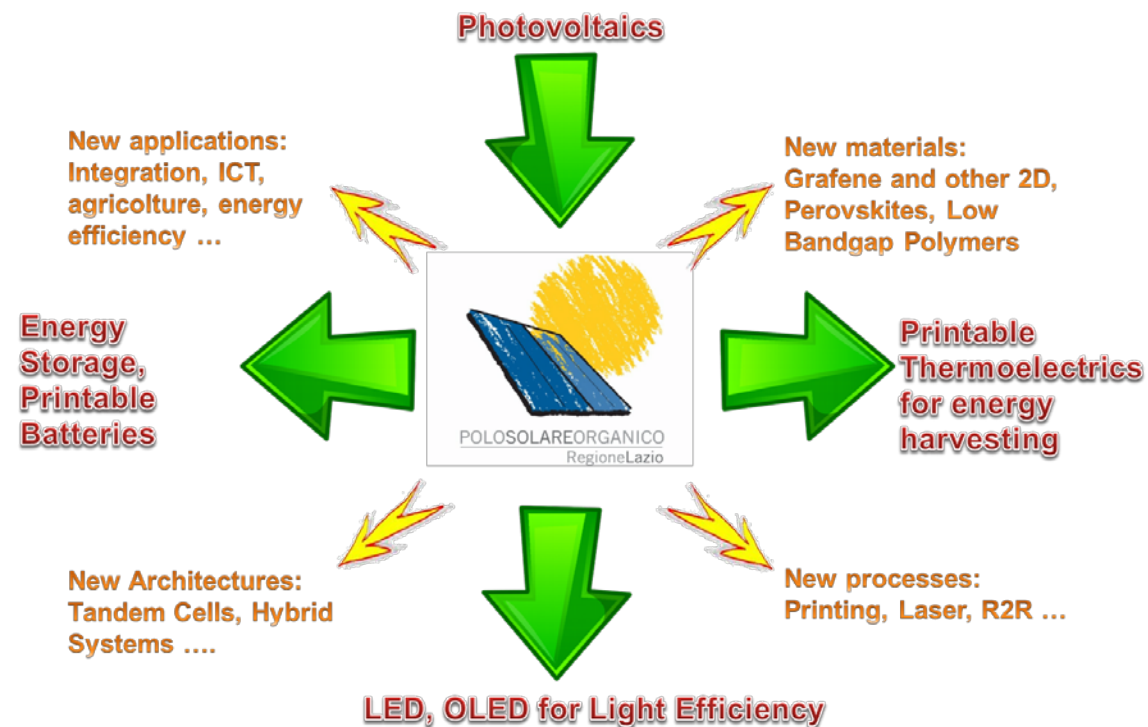 Photovoltaics
New applications:
Integration, ICT,
agricolture, energy
efficiency ...
New materials:
Grafene and other 2D,
Perovskites, Low
Bandgap Polymers
Energy
Storage,
Printable
Batteries
POLOSOLAREORGANICO
RegioneLazio
Printable
Thermoelectrics
for energy
harvesting
New Architectures:
Tandem Cells, Hybrid
Systems ....
New processes:
Printing, Laser, R2R ...
LED, OLED for Light Efficiency